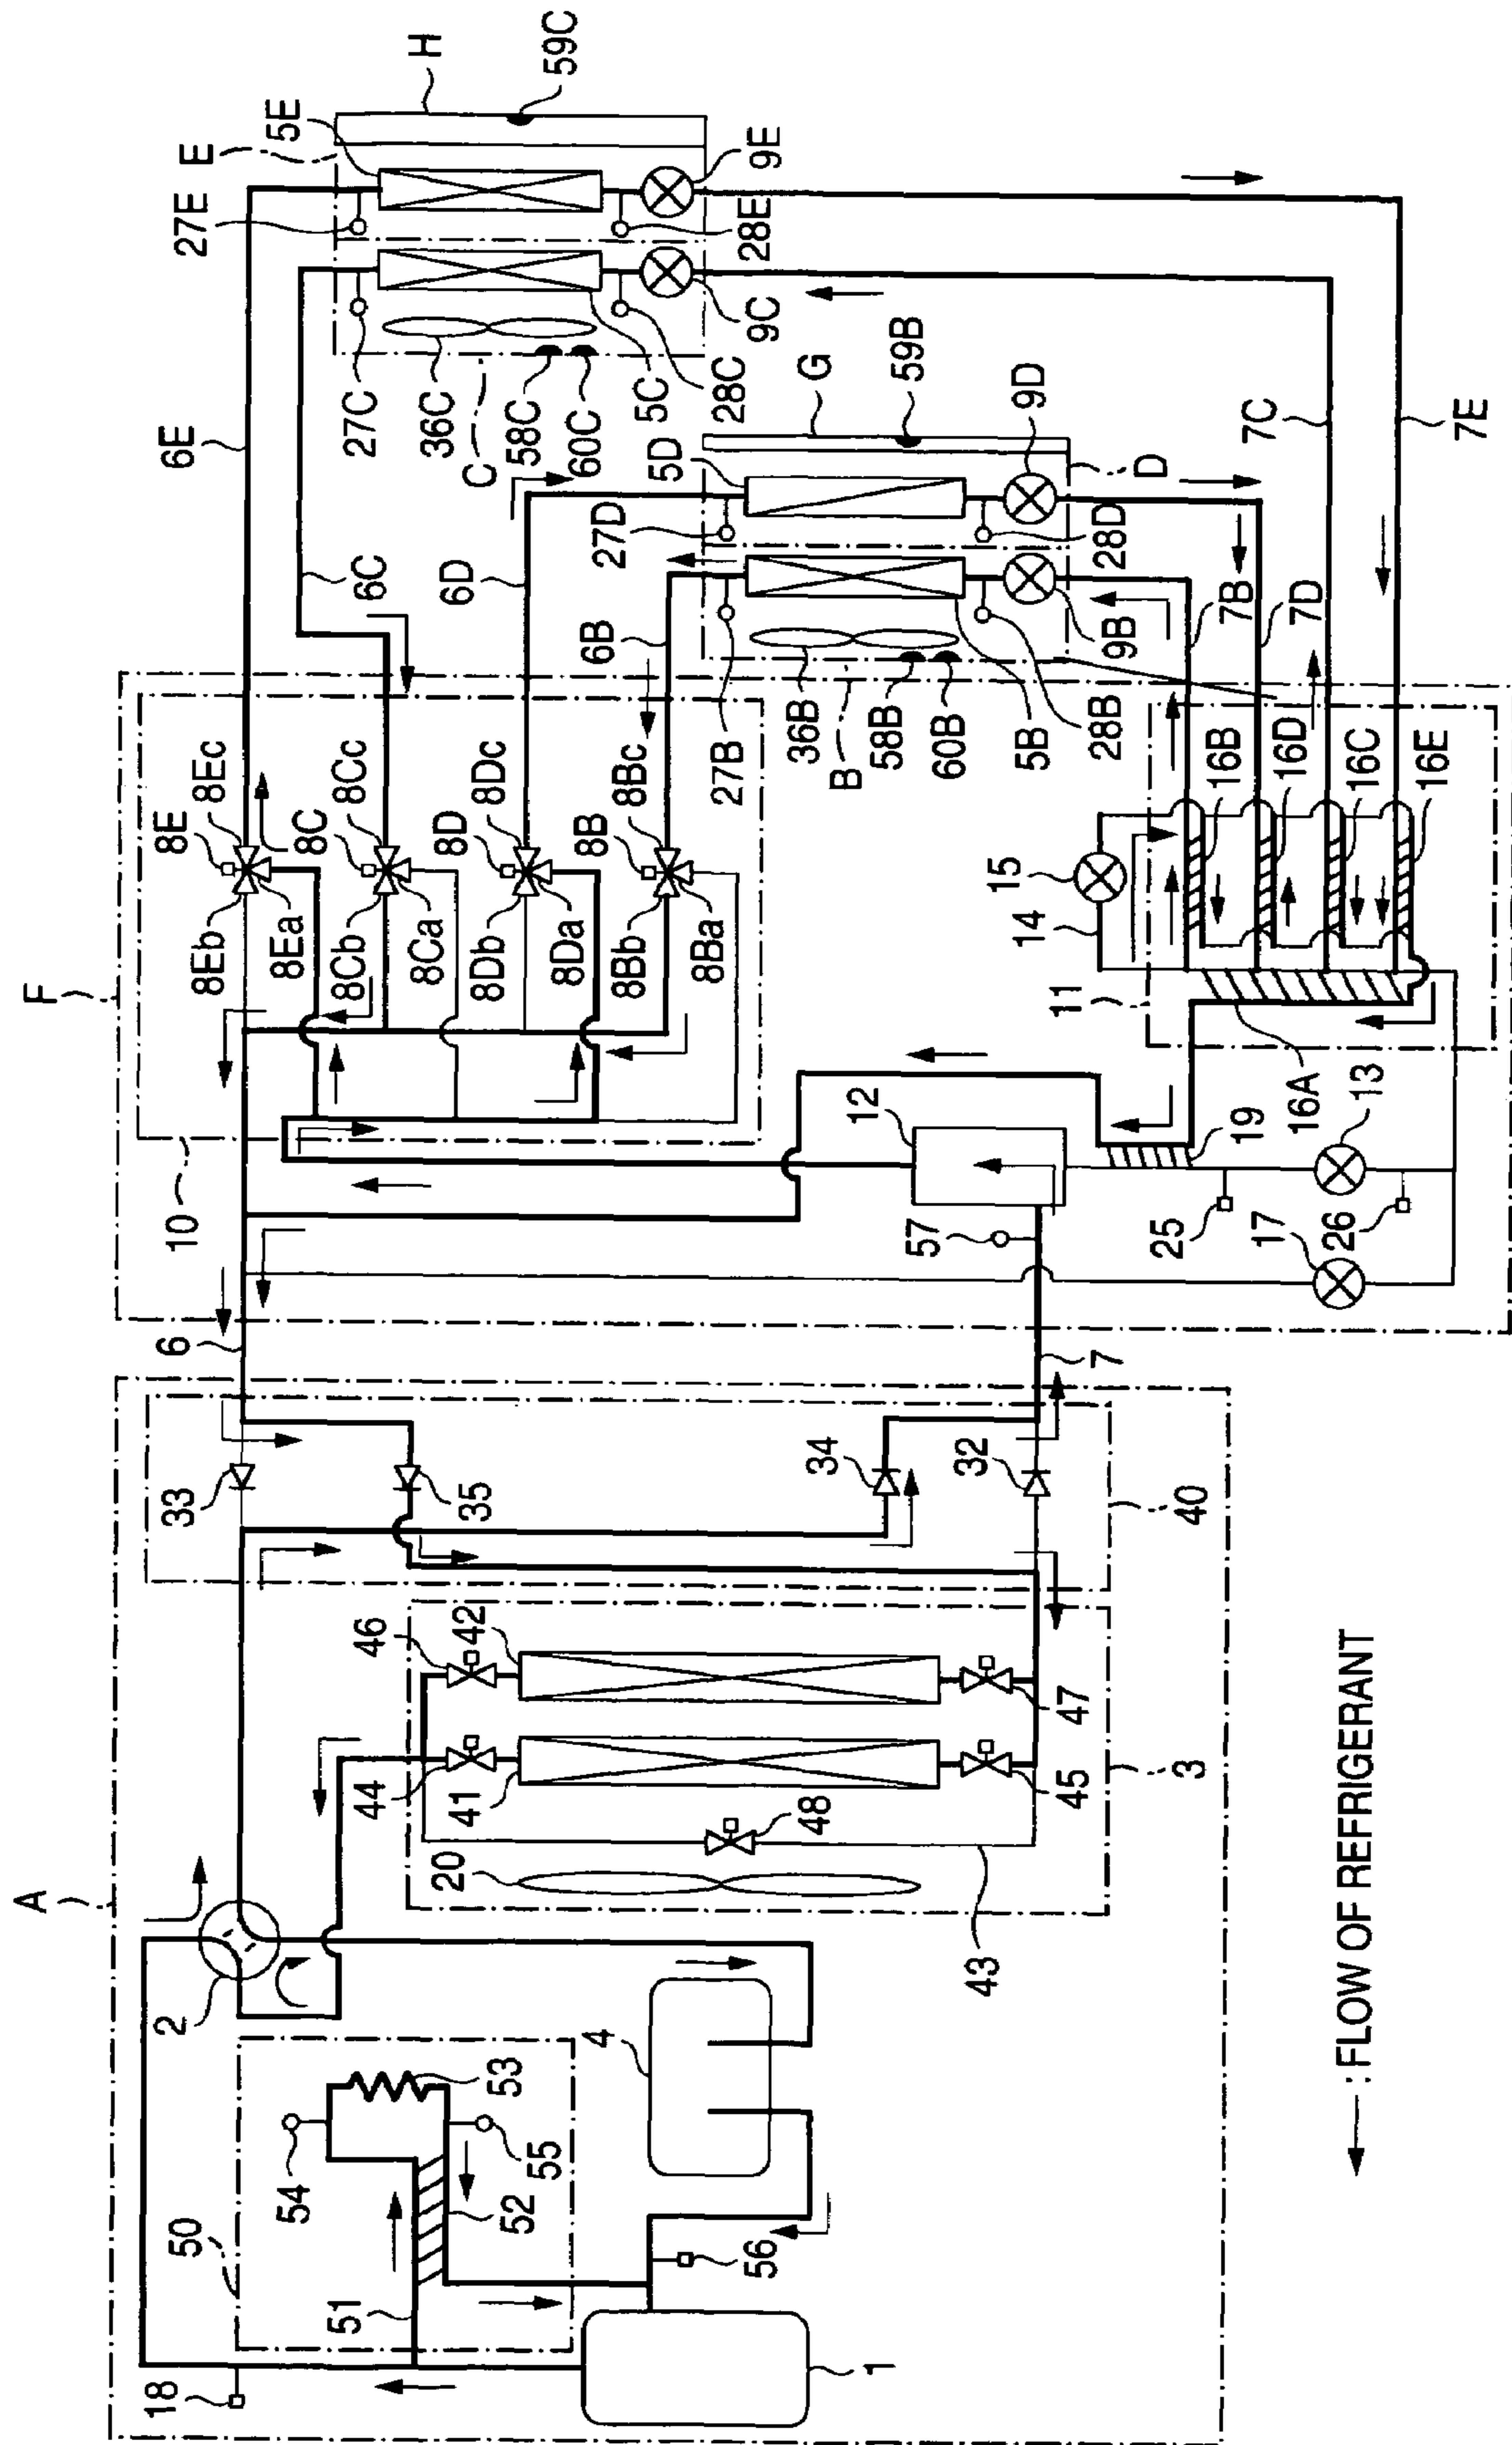 H
59C
5E
E
27E
9E
28E
27C
36C
C
58C
60C
5C
28C
9C
6E
6C
G
59B
5D
D
9D
27D
28D
6D
6B
7C
7E
7B
7D
9B
27B
36B
B
58B
60B
5B
28B
F
8E
8Ec
8Eb
8Ea
8C
8Cc
8Cb
8Ca
8D
8Dc
8Db
8Da
8B
8Bc
8Bb
8Ba
10
15
14
11
16B
16D
16C
16E
16A
12
19
13
57
25
17
26
6
7
33
35
34
32
40
A
46
42
44
41
47
45
48
3
20
43
2
4
54
53
55
52
50
51
56
18
1
: FLOW OF REFRIGERANT